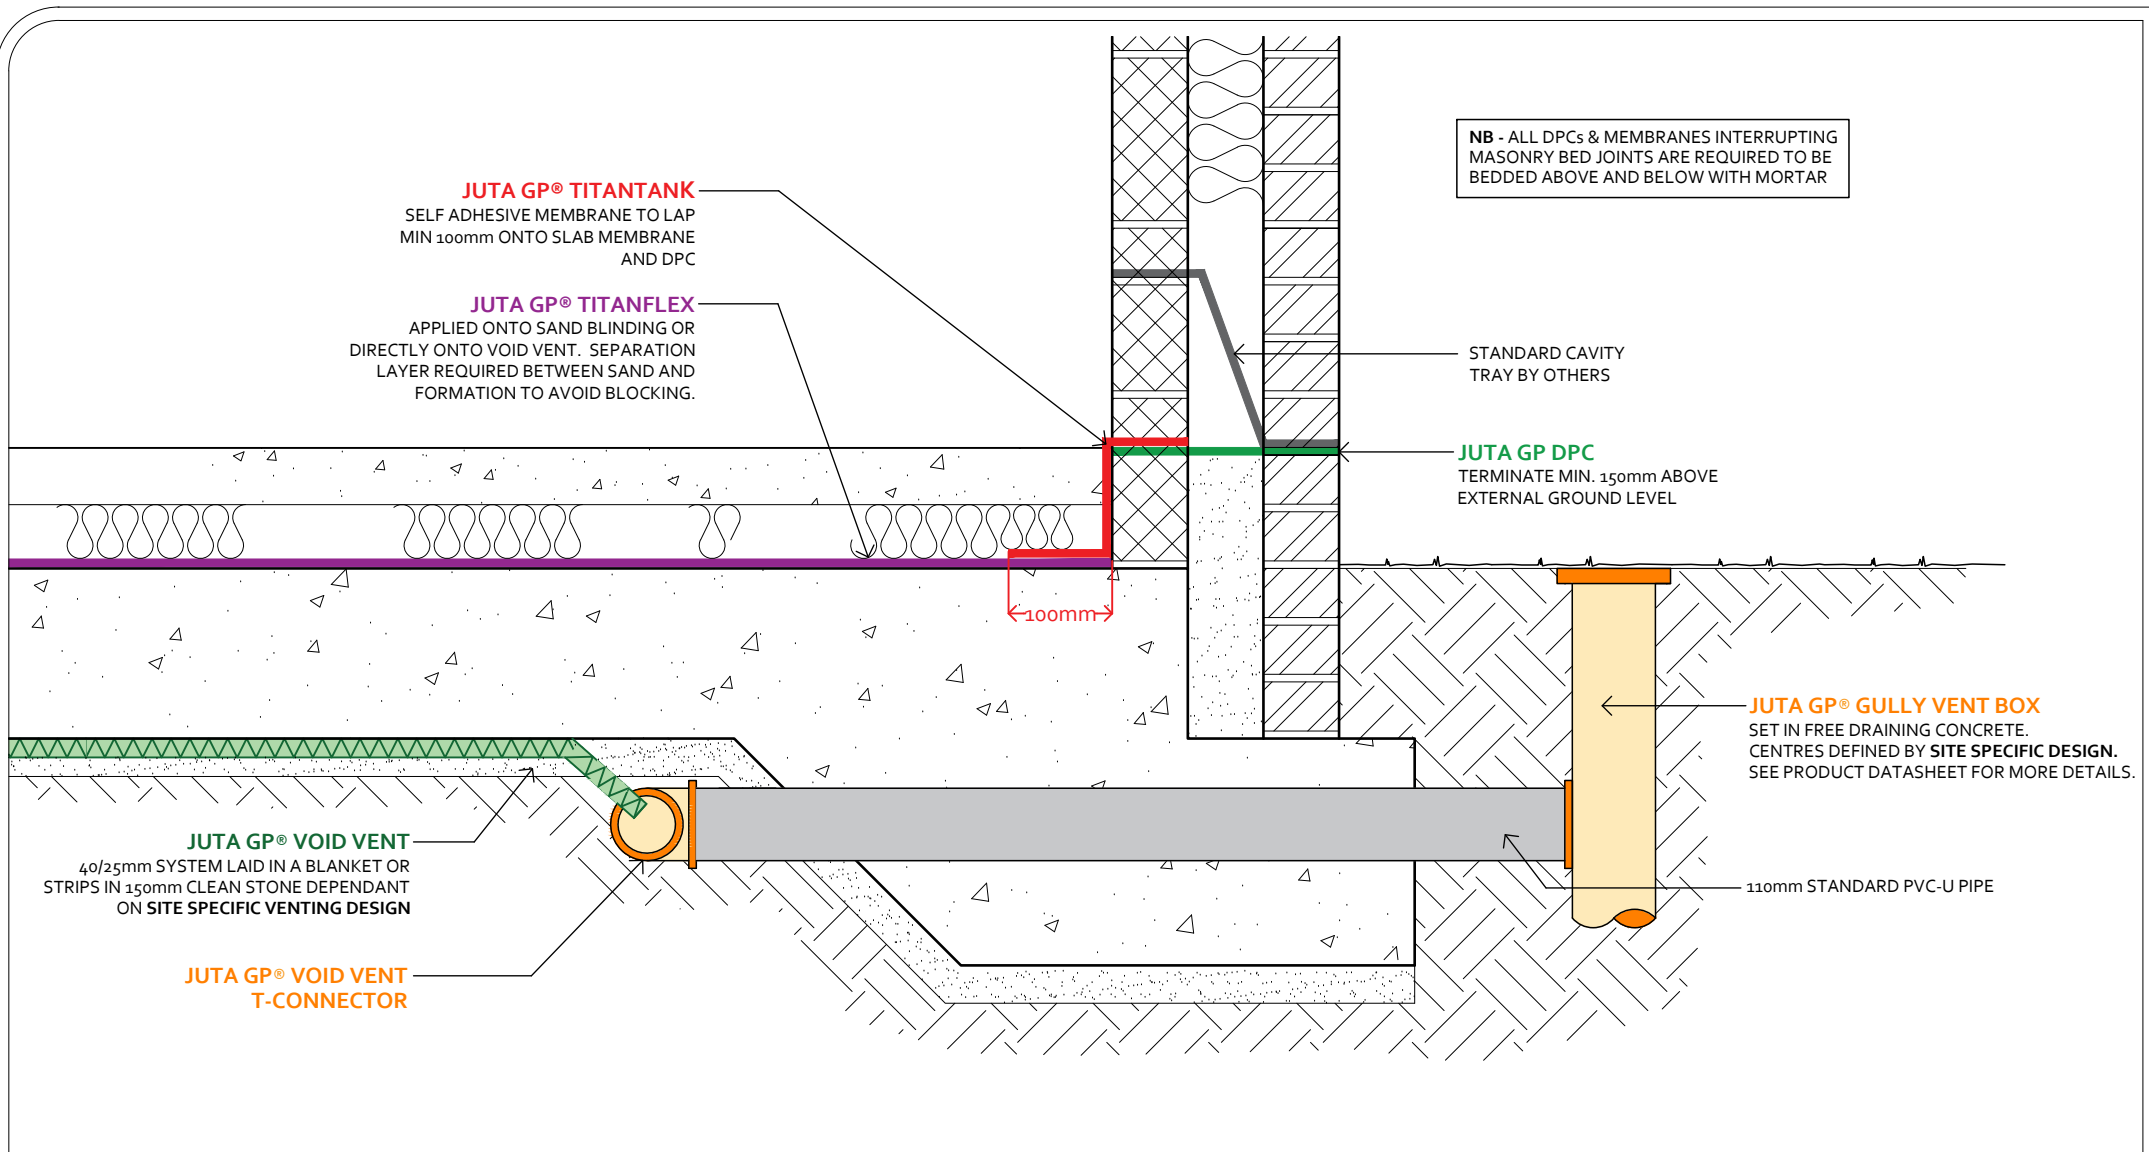 NB - ALL DPCs & MEMBRANES INTERRUPTING
MASONRY BED JOINTS ARE REQUIRED TO BE
BEDDED ABOVE AND BELOW WITH MORTAR
JUTA GP® TITANTANK
SELF ADHESIVE MEMBRANE TO LAP
MIN 100mm ONTO SLAB MEMBRANE
AND DPC
JUTA GP® TITANFLEX
APPLIED ONTO SAND BLINDING OR
DIRECTLY ONTO VOID VENT. SEPARATION
LAYER REQUIRED BETWEEN SAND AND
FORMATION TO AVOID BLOCKING.
STANDARD CAVITY
TRAY BY OTHERS
JUTA GP DPC
TERMINATE MIN. 150mm ABOVE
EXTERNAL GROUND LEVEL
100mm
JUTA GP® GULLY VENT BOX
SET IN FREE DRAINING CONCRETE.
CENTRES DEFINED BY SITE SPECIFIC DESIGN.
SEE PRODUCT DATASHEET FOR MORE DETAILS.
JUTA GP® VOID VENT
40/25mm SYSTEM LAID IN A BLANKET OR
STRIPS IN 150mm CLEAN STONE DEPENDANT
ON SITE SPECIFIC VENTING DESIGN
110mm STANDARD PVC-U PIPE
JUTA GP® VOID VENT
T-CONNECTOR